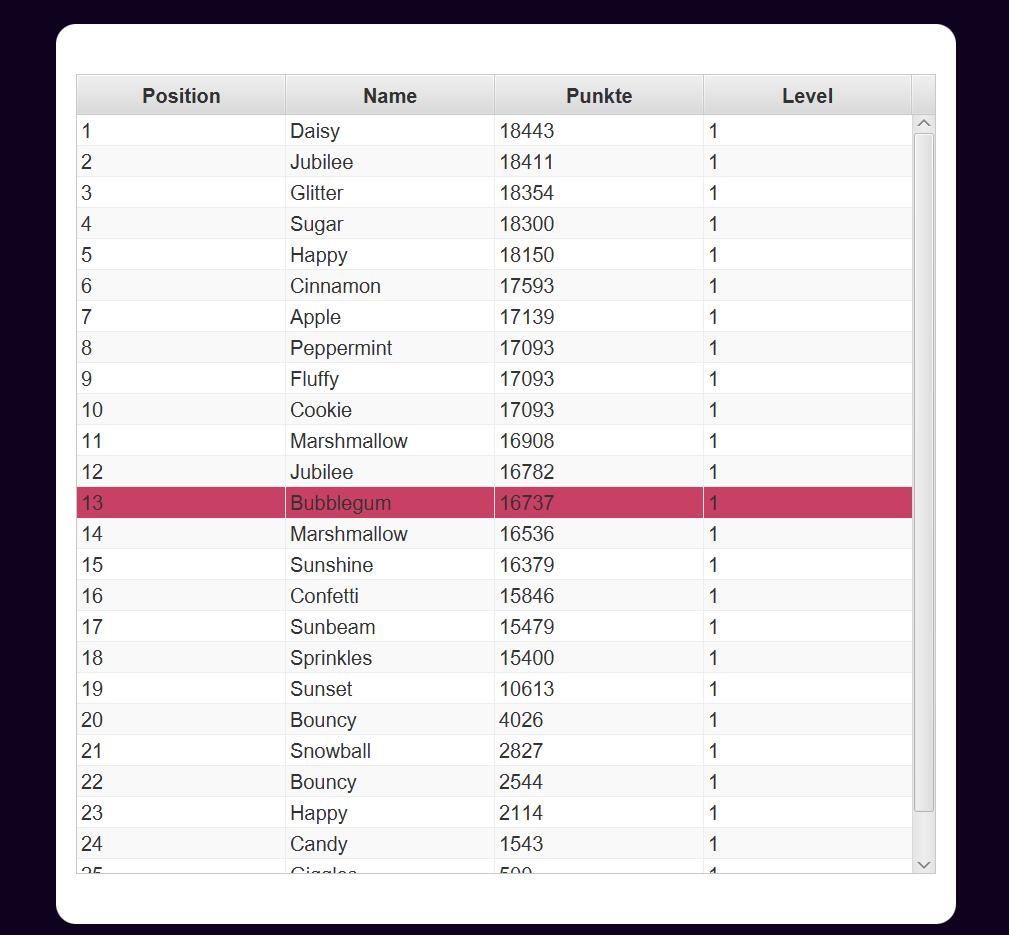 Position Name Punkte Level
1 Daisy 18443 1
2 Jubilee 18411 1
3 Glitter 18354 1
4 Sugar 18300 1
5 Happy 18150 1
6 Cinnamon 17593 1
7 Apple 17139 1
8 Peppermint 17093 1
9 Fluffy 17093 1
10 Cookie 17093 1
11 Marshmallow 16908 1
12 Jubilee 16782 1
13 Bubblegum 16737 1
14 Marshmallow 16536 1
15 Sunshine 16379 1
16 Confetti 15846 1
17 Sunbeam 15479 1
18 Sprinkles 15400 1
19 Sunset 10613 1
20 Bouncy 4026 1
21 Snowball 2827 1
22 Bouncy 2544 1
23 Happy 2114 1
24 Candy 1543 1
25 Giggles 1